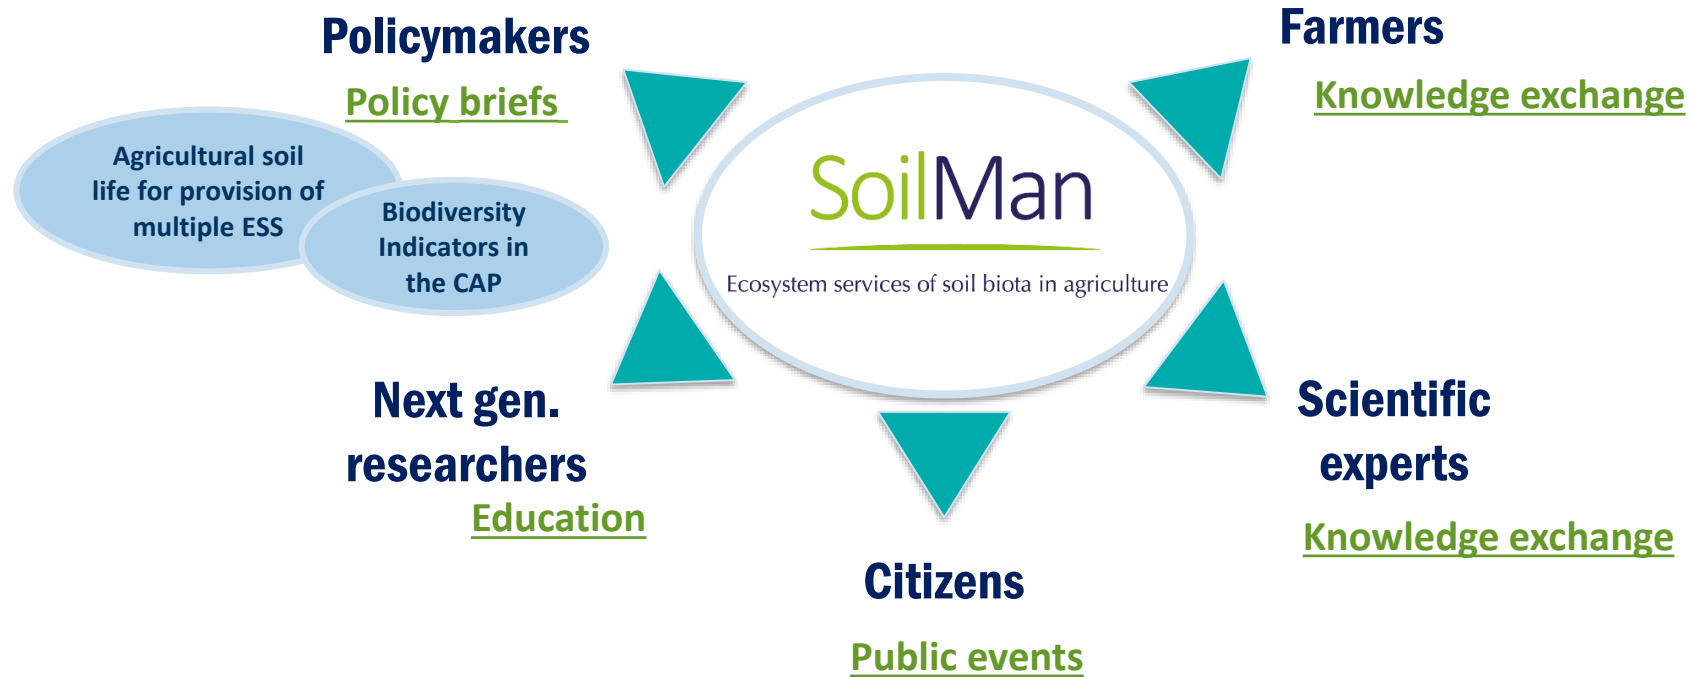 Policymakers
Policy briefs
Agricultural soil
life for provision of
multiple ESS
Biodiversity
Indicators in
the CAP
Farmers
Knowledge exchange
SoilMan
Ecosystem services of soil biota in agriculture
Next gen.
researchers
Education
Scientific
experts
Knowledge exchange
Citizens
Public events